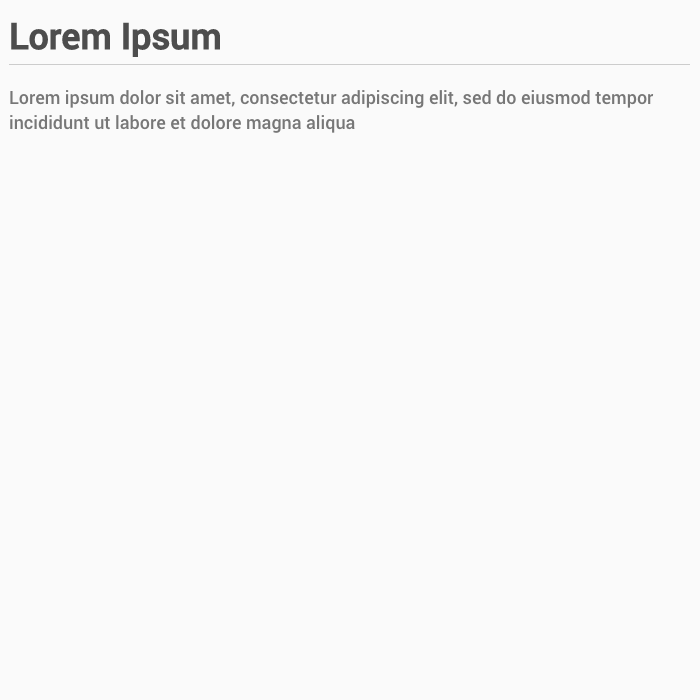 Lorem Ipsum
Lorem ipsum dolor sit amet, consectetur adipiscing elit, sed do eiusmod tempor
incididunt ut labore et dolore magna aliqua